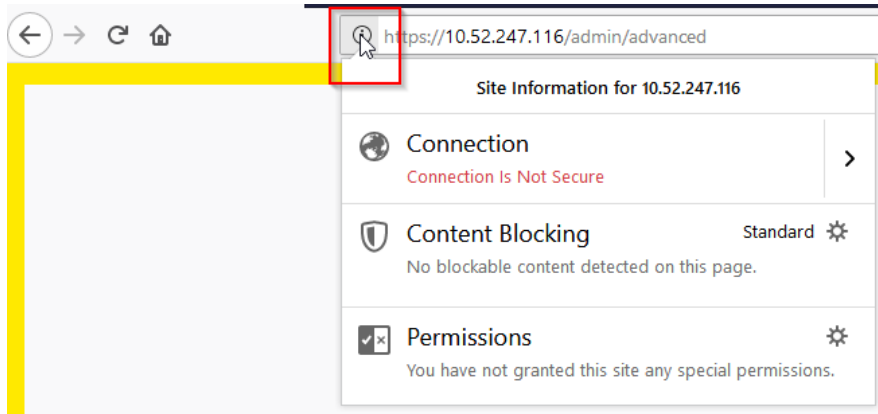 https://10.52.247.116/admin/advanced
Site Information for 10.52.247.116
Connection
Connection Is Not Secure
Content Blocking
Standard
No blockable content detected on this page.
Permissions
You have not granted this site any special permissions.